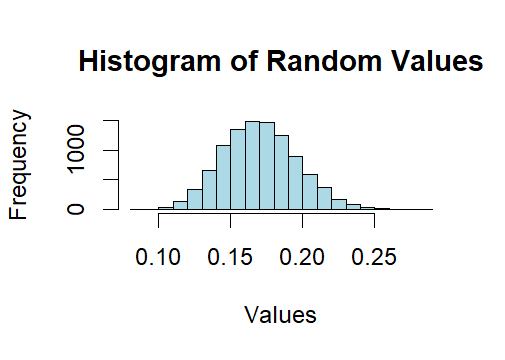 Histogram of Random Values
Frequency
1000
0
0.10 0.15 0.20 0.25
Values